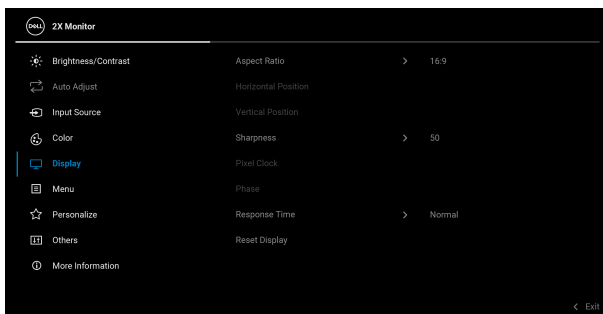 DELL 2X Monitor
Brightness/Contrast Aspect Ratio > 16:9
Auto Adjust Horizontal Position
Input Source Vertical Position
Color Sharpness > 50
Display Pixel Clock
Menu Phase
Personalize Response Time > Normal
Others Reset Display
More Information
< Exit